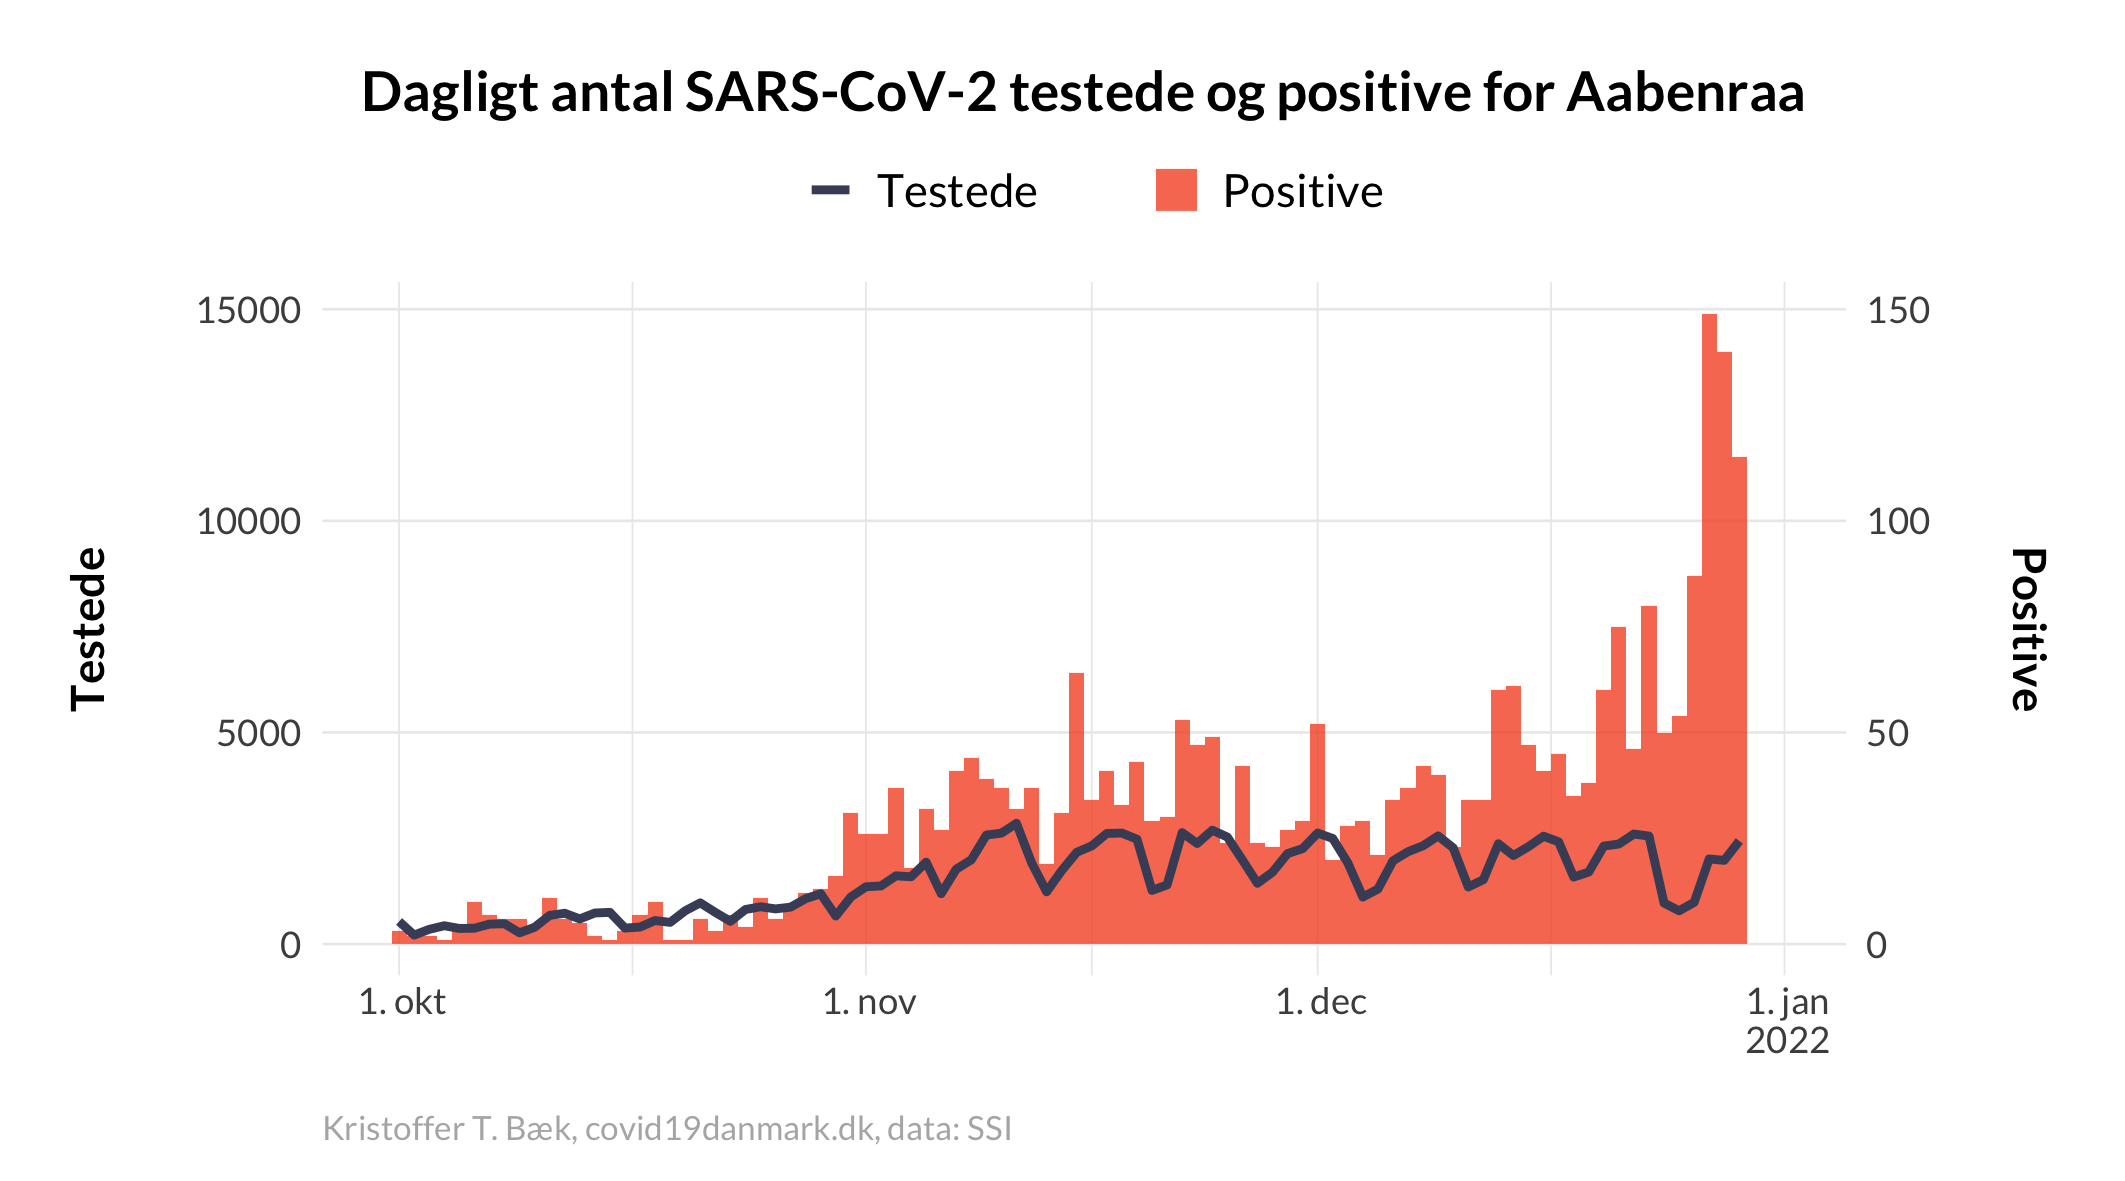 Dagligt antal SARS-CoV-2 testede og positive for Aabenraa
Testede
Positive
15000
10000
5000
0
Testede
150
100
50
0
Positive
1. okt
1. nov
1. dec
1. jan
2022
Kristoffer T. Bæk, covid19danmark.dk, data: SSI